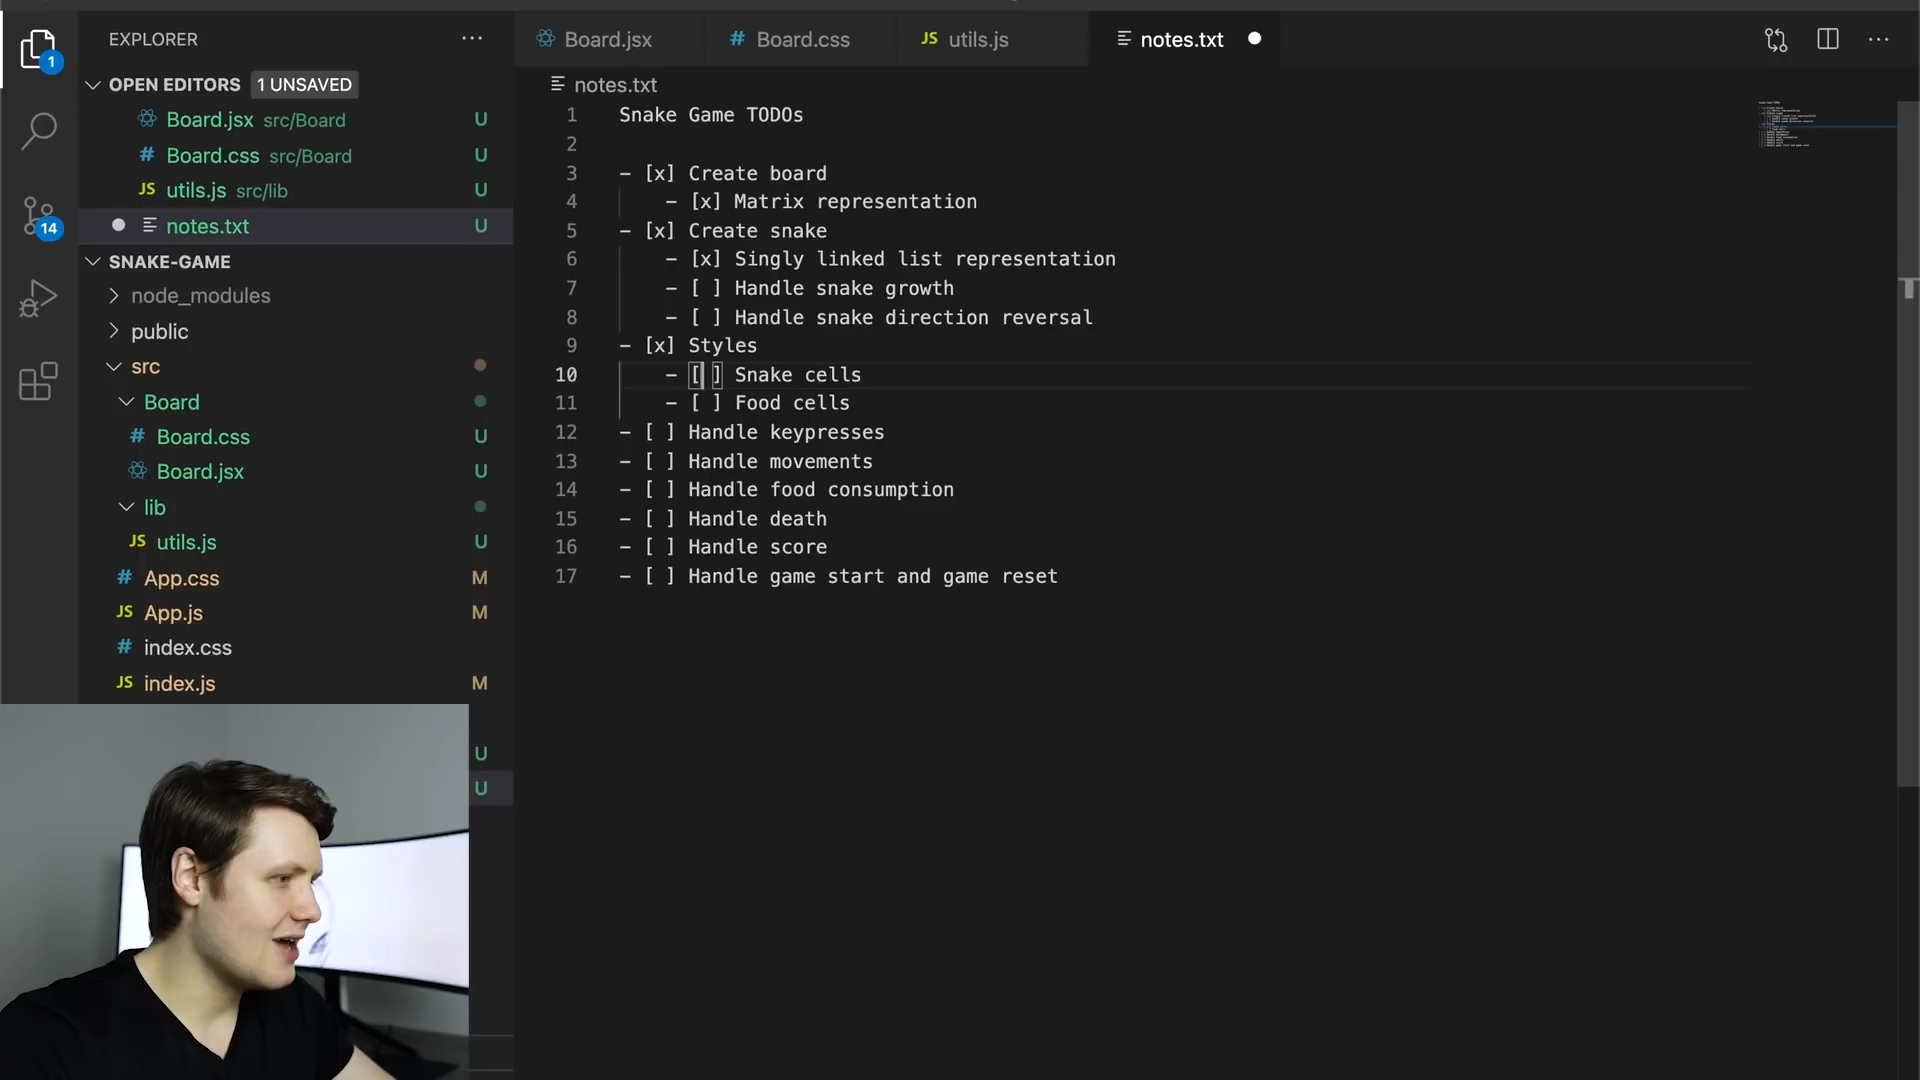 EXPLORER
OPEN EDITORS 1 UNSAVED
Board.jsx src/Board U
Board.css src/Board U
utils.js src/lib U
notes.txt U
SNAKE-GAME
node_modules
public
src
Board
Board.css U
Board.jsx U
lib
utils.js U
App.css M
App.js M
index.css
index.js M
U
U
1
14
Board.jsx
Board.css
utils.js
notes.txt
notes.txt
1 Snake Game TODOs
2
3 - [x] Create board
4 - [x] Matrix representation
5 - [x] Create snake
6 - [x] Singly linked list representation
7 - [ ] Handle snake growth
8 - [ ] Handle snake direction reversal
9 - [x] Styles
10 - [ ] Snake cells
11 - [ ] Food cells
12 - [ ] Handle keypresses
13 - [ ] Handle movements
14 - [ ] Handle food consumption
15 - [ ] Handle death
16 - [ ] Handle score
17 - [ ] Handle game start and game reset